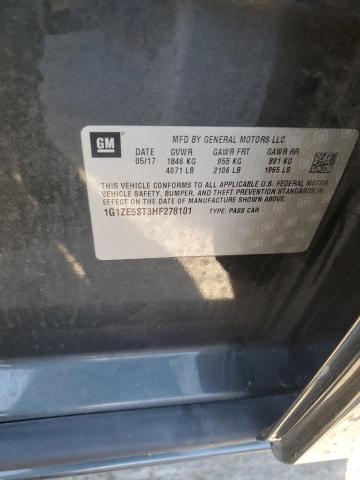 GM
MFD BY GENERAL MOTORS LLC
DATE GVWR GAWR FRT GAWR RR
05/17 1846 KG 955 KG 891 KG
4071 LB 2106 LB 1965 LB
THIS VEHICLE CONFORMS TO ALL APPLICABLE U.S. FEDERAL MOTOR
VEHICLE SAFETY, BUMPER, AND THEFT PREVENTION STANDARDS
IN EFFECT ON THE DATE OF MANUFACTURE SHOWN ABOVE.
1G1ZE5ST3HF278101 TYPE: PASS CAR